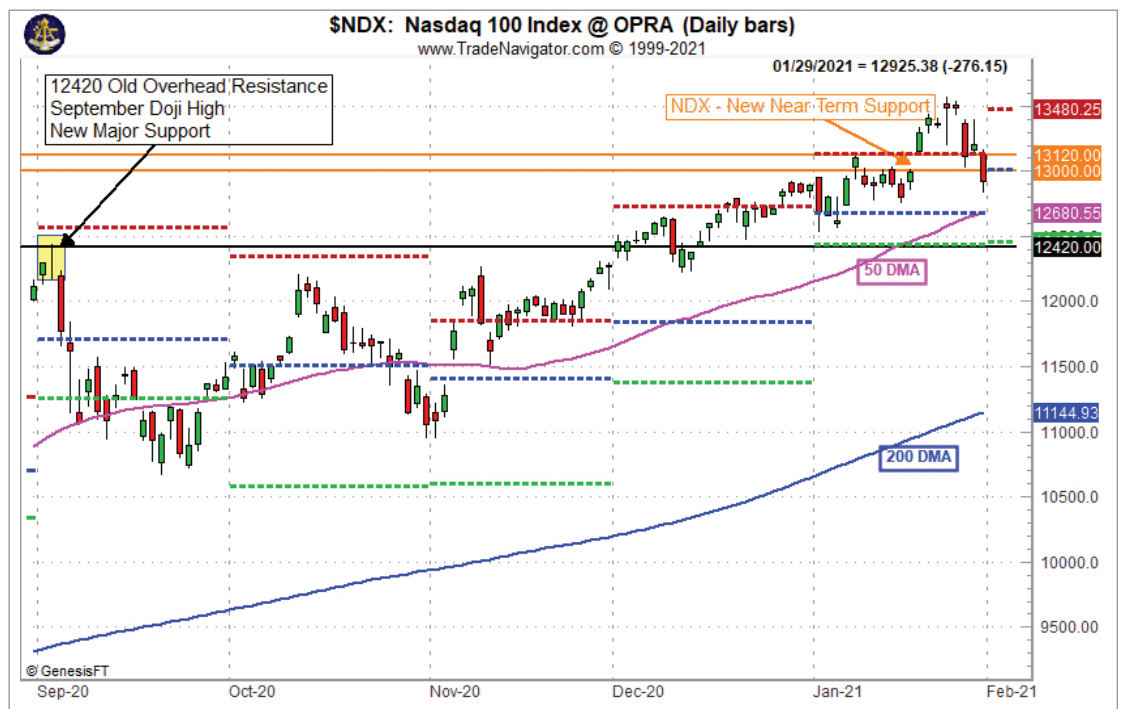 $NDX: Nasdaq 100 Index @ OPRA (Daily bars)
www.TradeNavigator.com © 1999-2021
01/29/2021 = 12925.38 (-276.15)
12420 Old Overhead Resistance
September Doji High
New Major Support
NDX - New Near Term Support
13480.25
13120.00
13000.00
12680.55
12420.00
12000.0
11500.0
11144.93
11000.0
10500.0
10000.0
9500.00
50 DMA
200 DMA
© GenesisFT
Sep-20
Oct-20
Nov-20
Dec-20
Jan-21
Feb-21